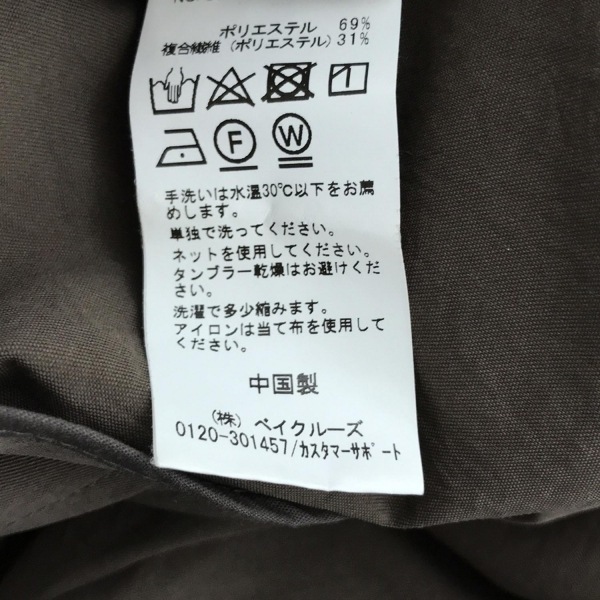 ポリエステル 69%
複合繊維 (ポリエステル) 31%
F W
手洗いは水温30℃以下をお薦
めします。
単独で洗ってください。
ネットを使用してください。
タンブラー乾燥はお避けくだ
さい。
洗濯で多少縮みます。
アイロンは当て布を使用して
ください。
中国製
(株) ベイクルーズ
0120-301457/カスタマーサポート